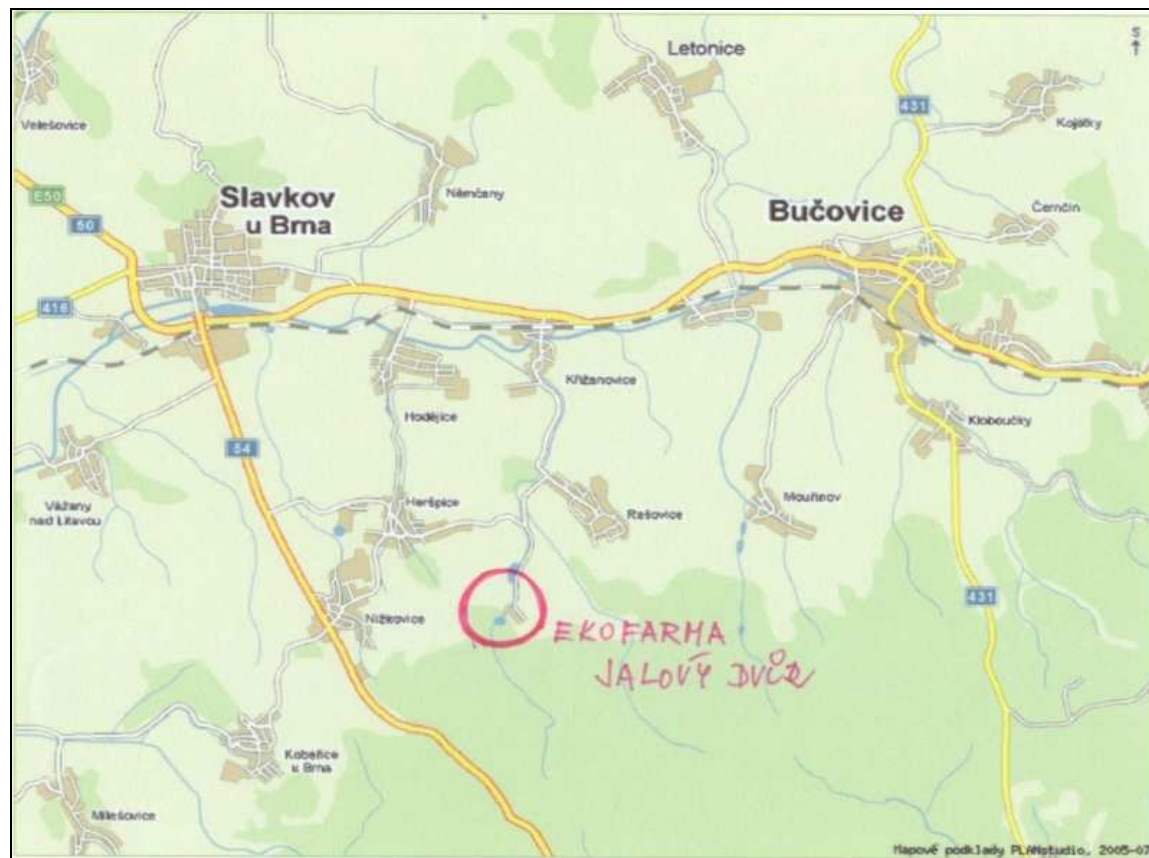 Letonice
S
431
Kojátky
Velešovice
Němčany
Slavkov
u Brna
Bučovice
Černčín
E50
50
416
Křižanovice
Hodějice
Kloboučky
54
Vážany
nad Litavou
Heršpice
Rašovice
Mouřínov
431
Nížkovice
EKOFARMA
JALOVÝ DVŮR
Kobeřice
u Brna
Milešovice
Mapové podklady PLANstudio, 2005-07